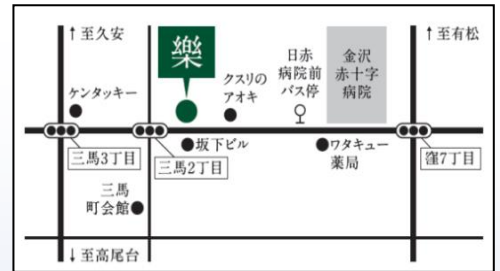 ↑至久安
↑至有松
樂
ケンタッキー
クスリの
アオキ
日赤
病院前
バス停
金沢
赤十字
病院
三馬3丁目
三馬2丁目
坂下ビル
ワタキュー
薬局
窪7丁目
三馬
町会館
↓至高尾台